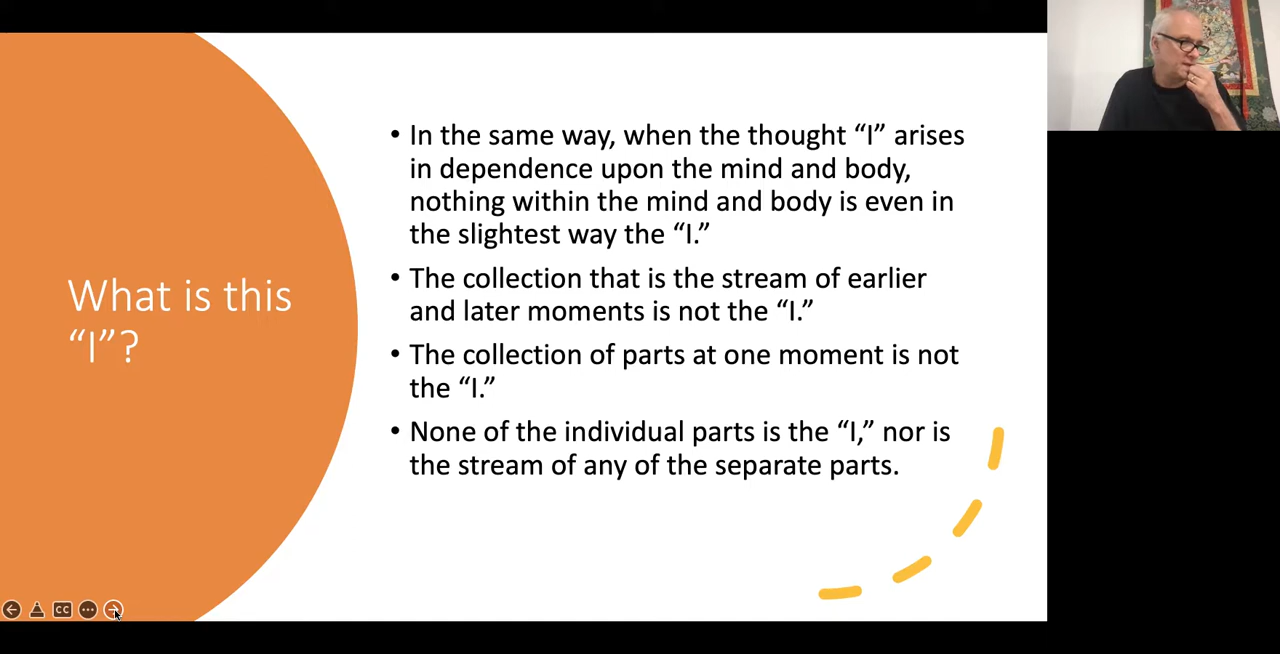 What is this
“I”?
• In the same way, when the thought “I” arises
in dependence upon the mind and body,
nothing within the mind and body is even in
the slightest way the “I.”
• The collection that is the stream of earlier
and later moments is not the “I.”
• The collection of parts at one moment is not
the “I.”
• None of the individual parts is the “I,” nor is
the stream of any of the separate parts.
CC